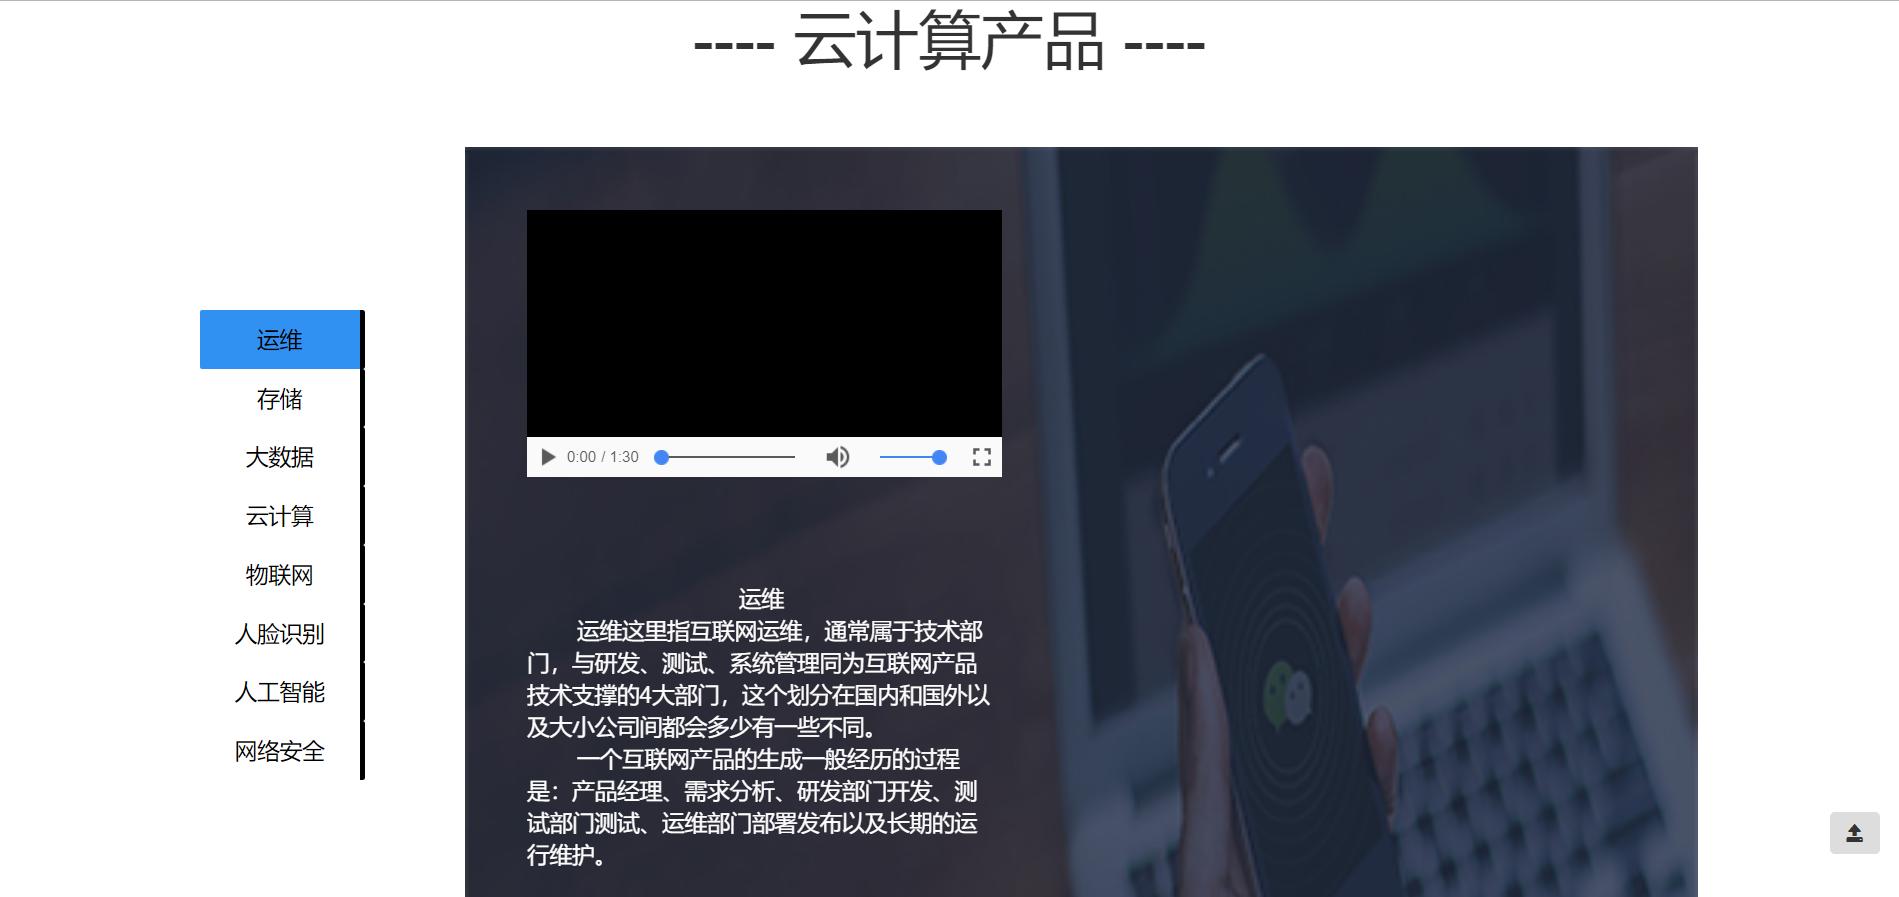 ---- 云计算产品 ----
运维
存储
大数据
云计算
物联网
人脸识别
人工智能
网络安全
0:00 / 1:30
运维
运维这里指互联网运维，通常属于技术部
门，与研发、测试、系统管理同为互联网产品
技术支撑的4大部门，这个划分在国内和国外以
及大小公司间都会多少有一些不同。
一个互联网产品的生成一般经历的过程
是：产品经理、需求分析、研发部门开发、测
试部门测试、运维部门部署发布以及长期的运
行维护。